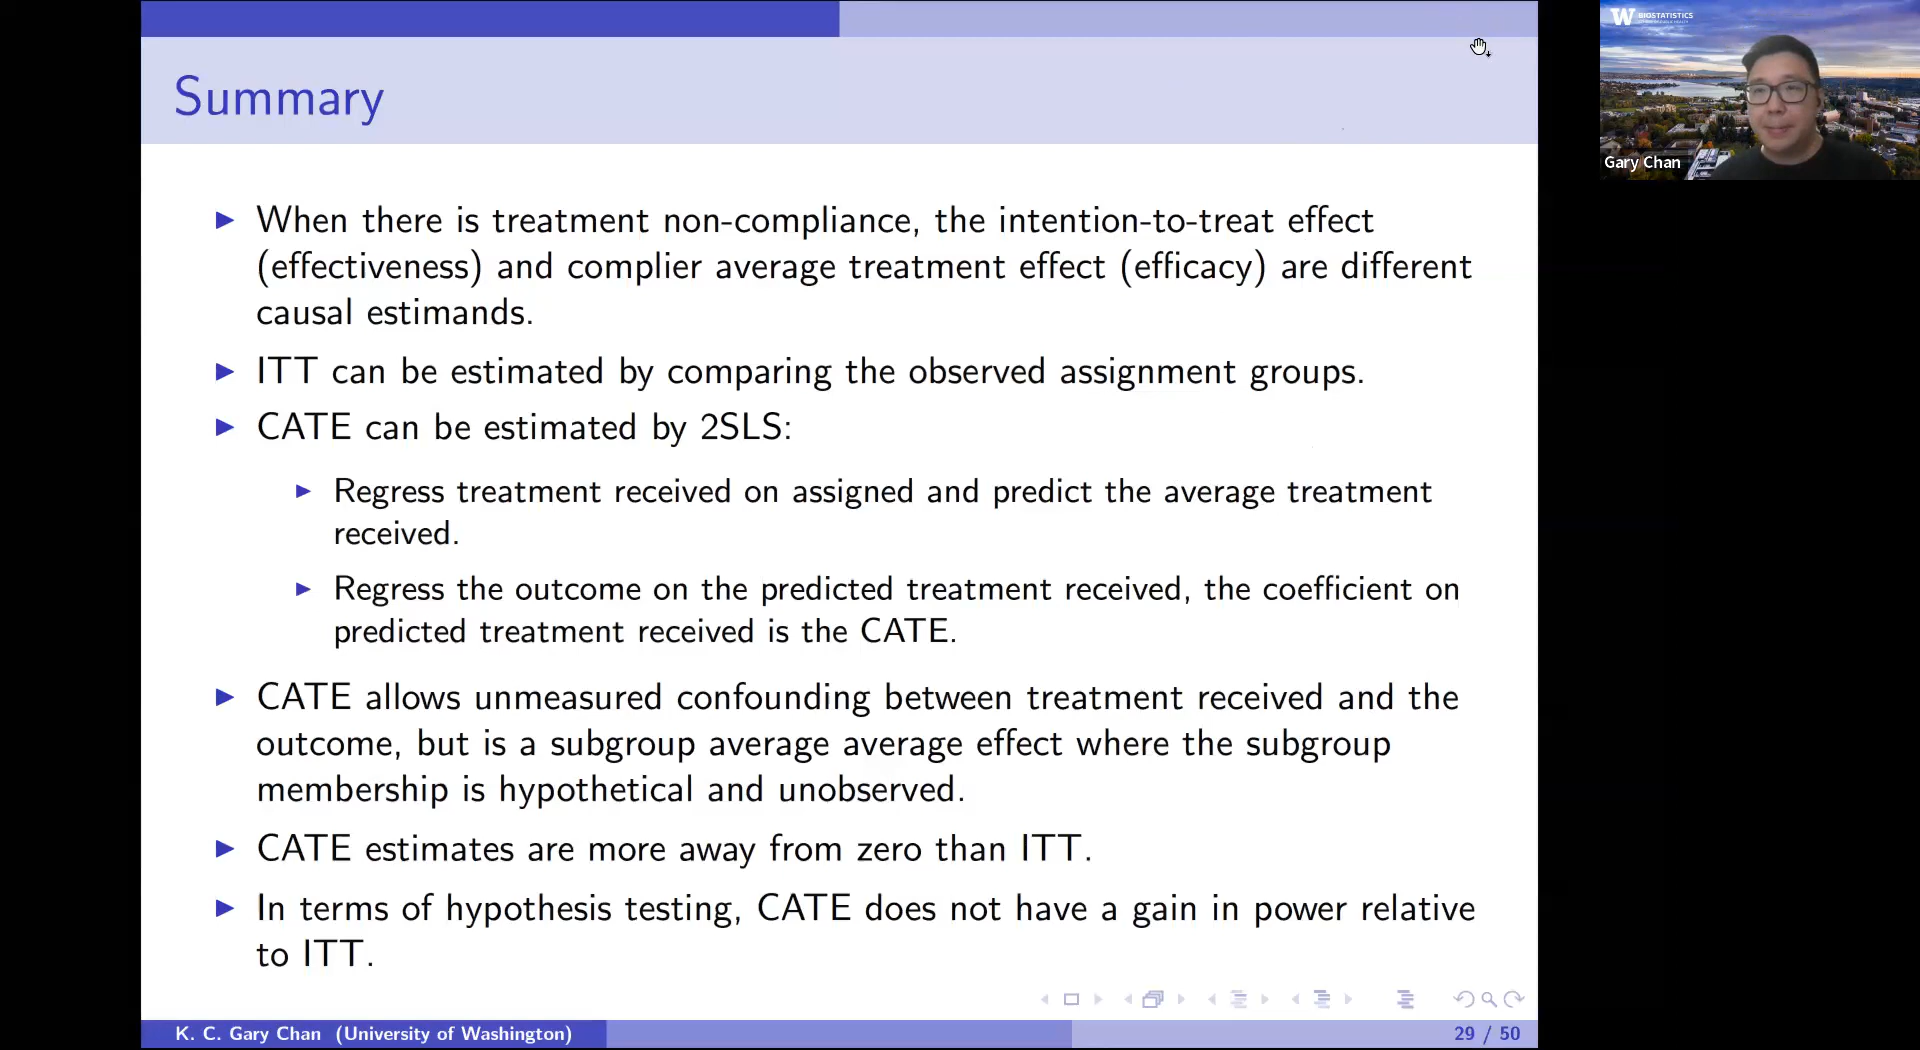 Summary
When there is treatment non-compliance, the intention-to-treat effect
(effectiveness) and complier average treatment effect (efficacy) are different
causal estimands.
ITT can be estimated by comparing the observed assignment groups.
CATE can be estimated by 2SLS:
Regress treatment received on assigned and predict the average treatment
received.
Regress the outcome on the predicted treatment received, the coefficient on
predicted treatment received is the CATE.
CATE allows unmeasured confounding between treatment received and the
outcome, but is a subgroup average average effect where the subgroup
membership is hypothetical and unobserved.
CATE estimates are more away from zero than ITT.
In terms of hypothesis testing, CATE does not have a gain in power relative
to ITT.
K. C. Gary Chan (University of Washington)
29 / 50
W BIOSTATISTICS
Gary Chan